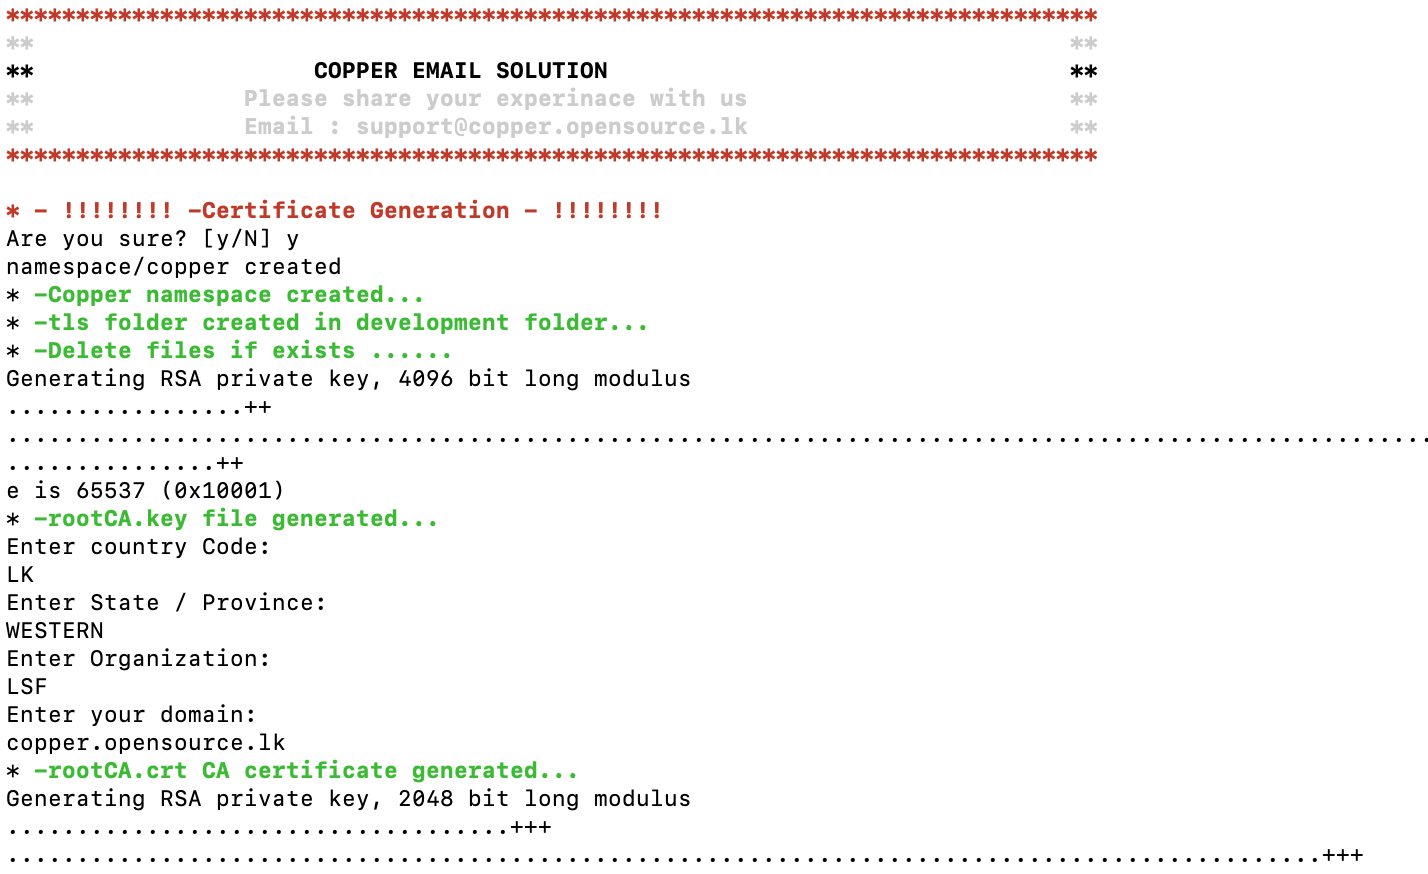 ******************************************************************************
** **
** COPPER EMAIL SOLUTION **
** Please share your experinace with us **
** Email : support@copper.opensource.lk **
******************************************************************************
* - !!!!!!!! -Certificate Generation - !!!!!!!!
Are you sure? [y/N] y
namespace/copper created
* -Copper namespace created...
* -tls folder created in development folder...
* -Delete files if exists ......
Generating RSA private key, 4096 bit long modulus
.................++
......................................................................................................
...............++
e is 65537 (0x10001)
* -rootCA.key file generated...
Enter country Code:
LK
Enter State / Province:
WESTERN
Enter Organization:
LSF
Enter your domain:
copper.opensource.lk
* -rootCA.crt CA certificate generated...
Generating RSA private key, 2048 bit long modulus
....................................+++
..............................................................................................+++